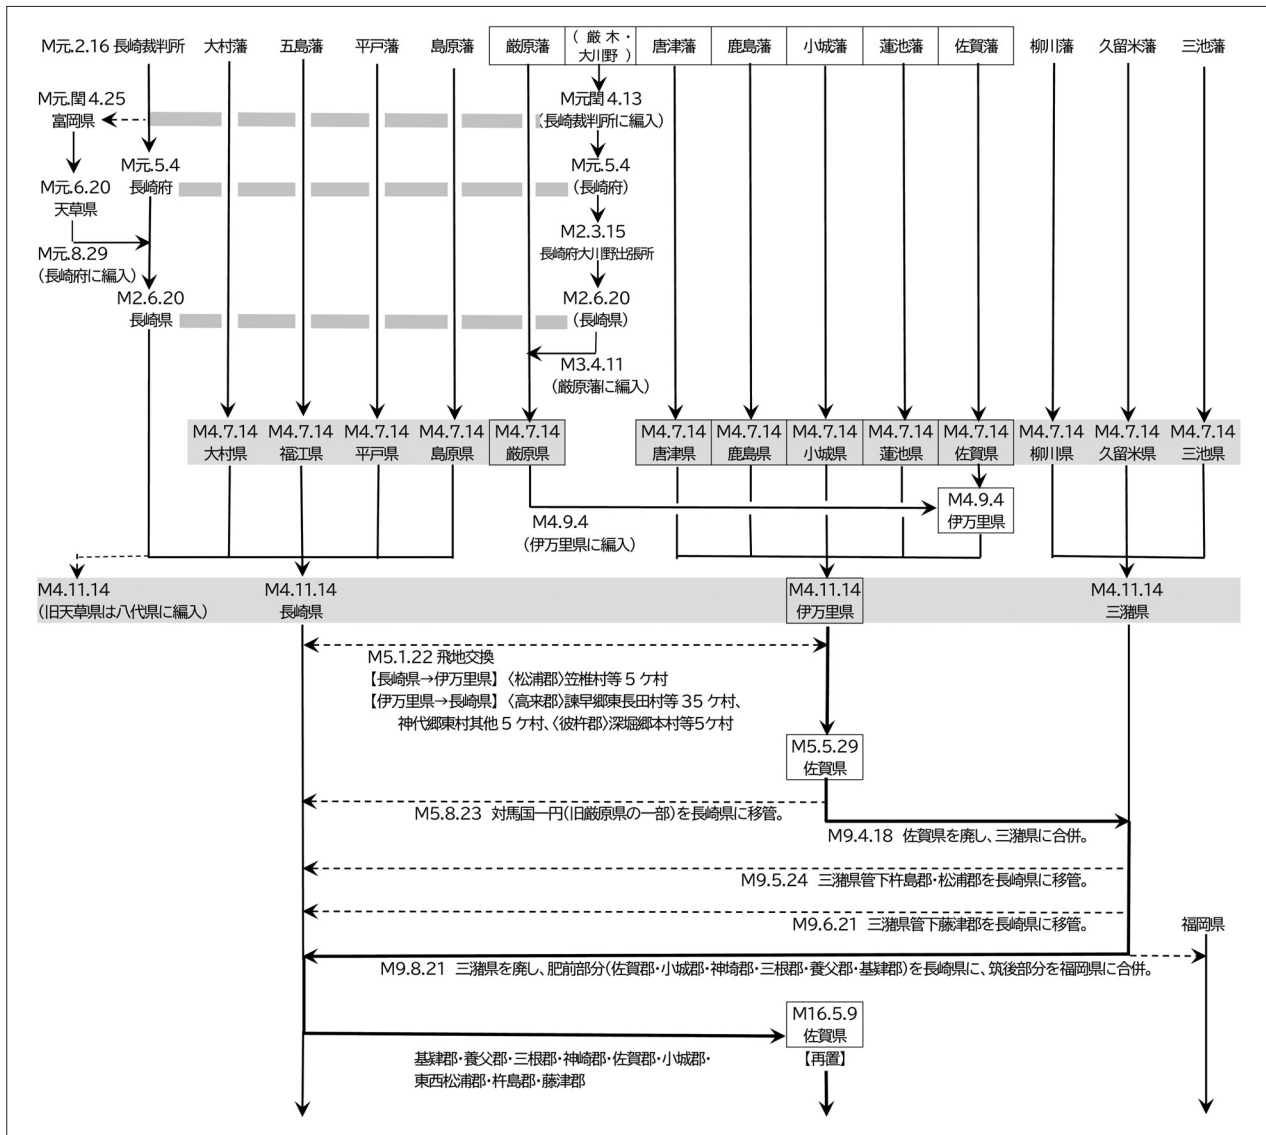 M元.2.16 長崎裁判所 大村藩 五島藩 平戸藩 島原藩 厳原藩 (厳木・大川野) 唐津藩 鹿島藩 小城藩 蓮池藩 佐賀藩 柳川藩 久留米藩 三池藩
M元.閏4.25
富岡県
M元.閏4.13
(長崎裁判所に編入)
M元.5.4
長崎府
M元.5.4
(長崎府)
M元.6.20
天草県
M2.3.15
長崎府大川野出張所
M元.8.29
(長崎府に編入)
M2.6.20
長崎県
M2.6.20
(長崎県)
M3.4.11
(厳原藩に編入)
M4.7.14 M4.7.14 M4.7.14 M4.7.14 M4.7.14 M4.7.14 M4.7.14 M4.7.14 M4.7.14 M4.7.14 M4.7.14 M4.7.14 M4.7.14
大村県 福江県 平戸県 島原県 厳原県 唐津県 鹿島県 小城県 蓮池県 佐賀県 柳川県 久留米県 三池県
M4.9.4
伊万里県
M4.9.4
(伊万里県に編入)
M4.11.14 M4.11.14 M4.11.14 M4.11.14
(旧天草県は八代県に編入) 長崎県 伊万里県 三潴県
M5.1.22 飛地交換
【長崎県→伊万里県】〈松浦郡〉笠椎村等5ケ村
【伊万里県→長崎県】〈高来郡〉諫早郷東長田村等35ケ村、
神代郷東村其他5ケ村、〈彼杵郡〉深堀郷本村等5ケ村
M5.5.29
佐賀県
M5.8.23 対馬国一円(旧厳原県の一部)を長崎県に移管。
M9.4.18 佐賀県を廃し、三潴県に合併。
M9.5.24 三潴県管下杵島郡・松浦郡を長崎県に移管。
M9.6.21 三潴県管下藤津郡を長崎県に移管。
福岡県
M9.8.21 三潴県を廃し、肥前部分(佐賀郡・小城郡・神埼郡・三根郡・養父郡・基肄郡)を長崎県に、筑後部分を福岡県に合併。
M16.5.9
佐賀県
【再置】
基肄郡・養父郡・三根郡・神崎郡・佐賀郡・小城郡・
東西松浦郡・杵島郡・藤津郡